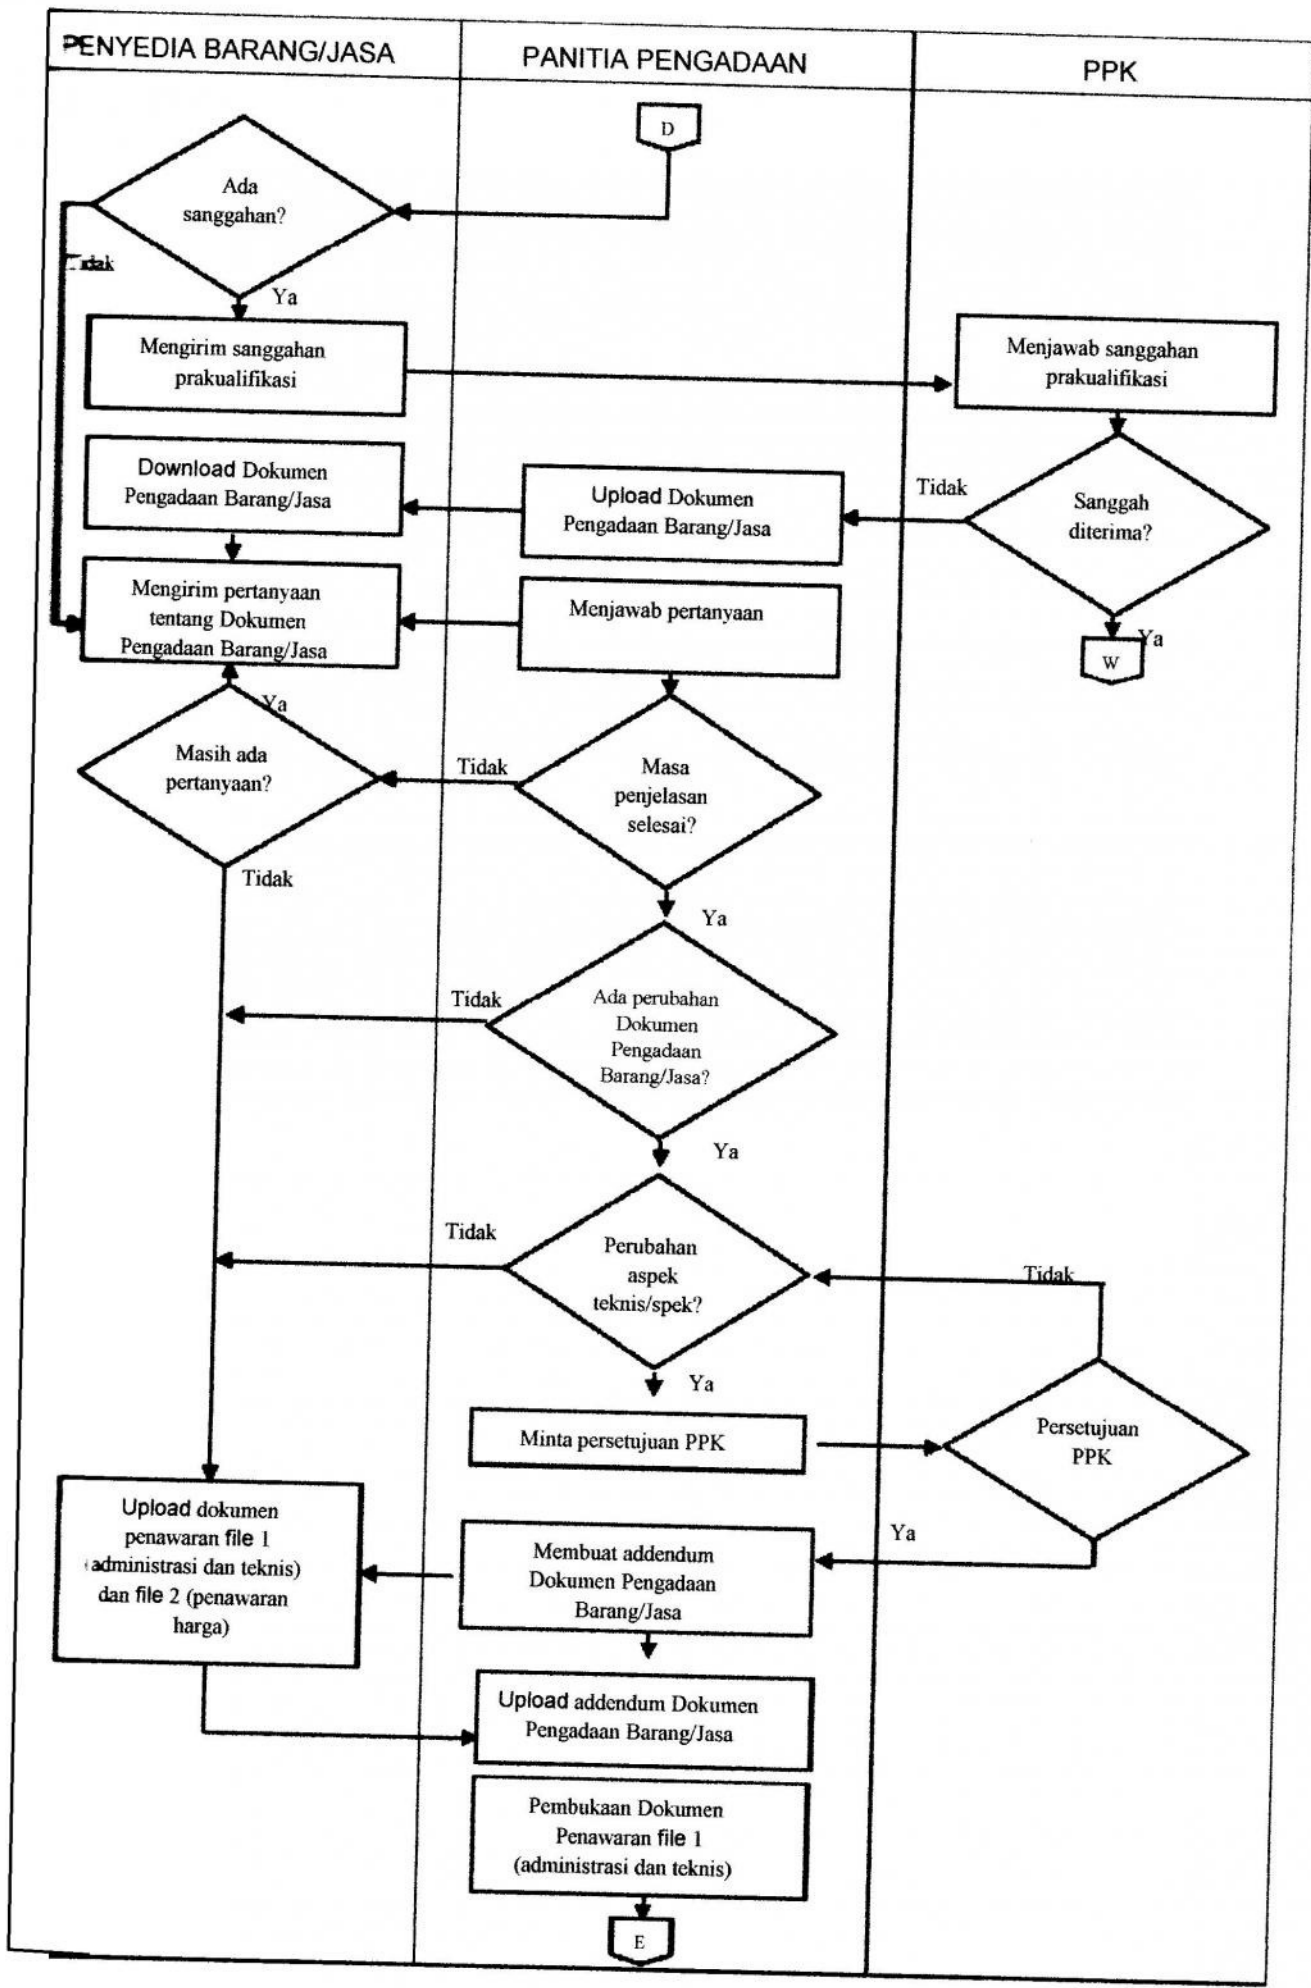 PENYEDIA BARANG/JASA
PANITIA PENGADAAN
PPK
D
Ada
sanggahan?
Tidak
Ya
Mengirim sanggahan
prakualifikasi
Menjawab sanggahan
prakualifikasi
Download Dokumen
Pengadaan Barang/Jasa
Upload Dokumen
Pengadaan Barang/Jasa
Tidak
Sanggah
diterima?
Ya
W
Mengirim pertanyaan
tentang Dokumen
Pengadaan Barang/Jasa
Menjawab pertanyaan
Ya
Masih ada
pertanyaan?
Tidak
Tidak
Masa
penjelasan
selesai?
Ya
Tidak
Ada perubahan
Dokumen
Pengadaan
Barang/Jasa?
Ya
Tidak
Perubahan
aspek
teknis/spek?
Tidak
Ya
Minta persetujuan PPK
Persetujuan
PPK
Ya
Upload dokumen
penawaran file 1
(administrasi dan teknis)
dan file 2 (penawaran
harga)
Membuat addendum
Dokumen Pengadaan
Barang/Jasa
Upload addendum Dokumen
Pengadaan Barang/Jasa
Pembukaan Dokumen
Penawaran file 1
(administrasi dan teknis)
E